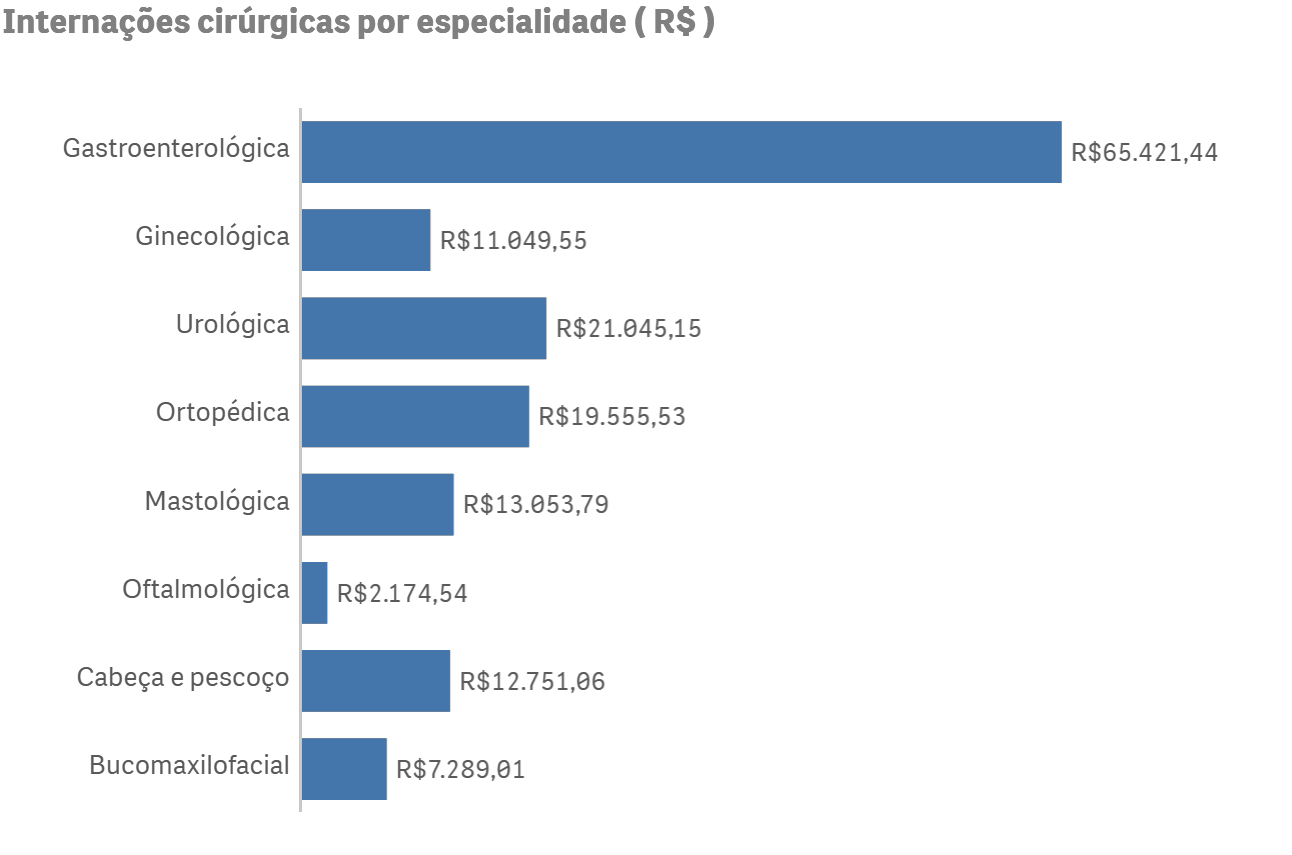 Internações cirúrgicas por especialidade ( R$ )
Gastroenterológica R$65.421,44
Ginecológica R$11.049,55
Urológica R$21.045,15
Ortopédica R$19.555,53
Mastológica R$13.053,79
Oftalmológica R$2.174,54
Cabeça e pescoço R$12.751,06
Bucomaxilofacial R$7.289,01